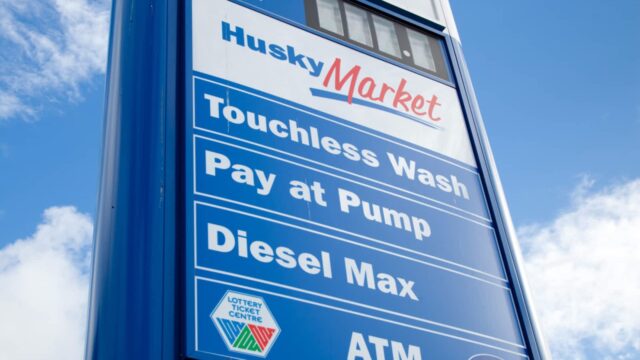 Husky Market
Touchless Wash
Pay at Pump
Diesel Max
LOTTERY
TICKET
CENTRE
ATM